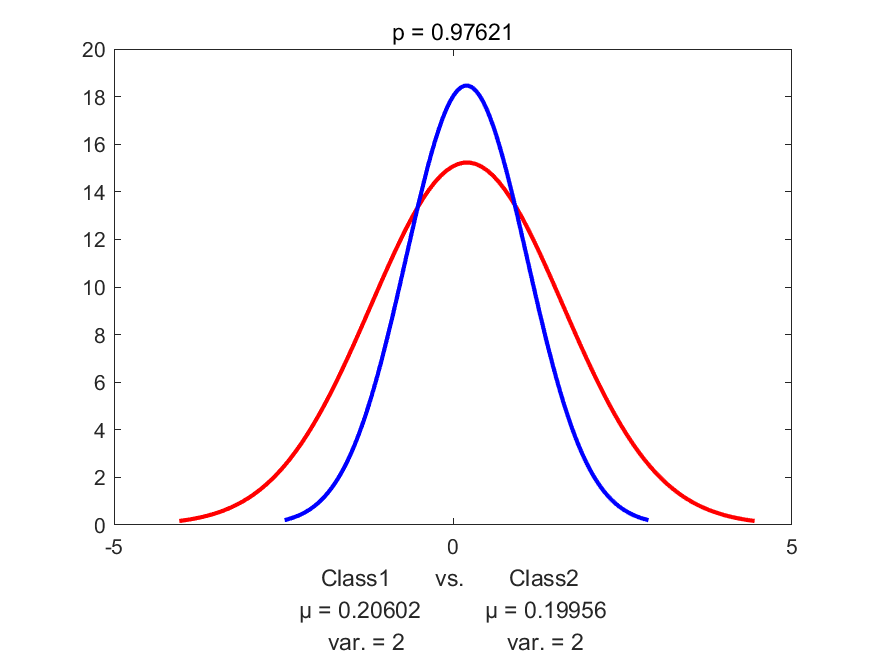 p = 0.97621
20
18
16
14
12
10
8
6
4
2
0
-5 0 5
Class1 vs. Class2
μ = 0.20602 μ = 0.19956
var. = 2 var. = 2